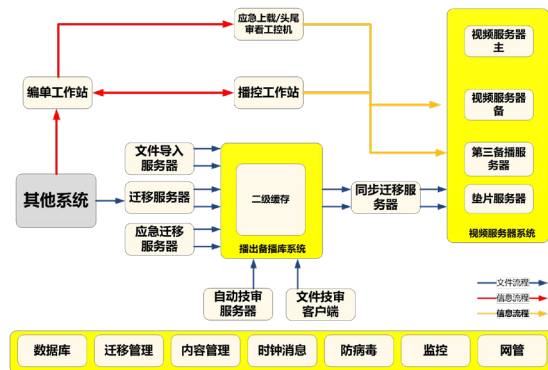 应急上载/头尾
审看工控机
视频服务器
主
编单工作站
播控工作站
视频服务器
备
文件导入
服务器
第三备播服
务器
其他系统
迁移服务器
二级缓存
同步迁移服
务器
垫片服务器
应急迁移
服务器
播出备播库系统
视频服务器系统
自动技审
服务器
文件技审
客户端
文件流程
信息流程
信息流程
数据库
迁移管理
内容管理
时钟消息
防病毒
监控
网管